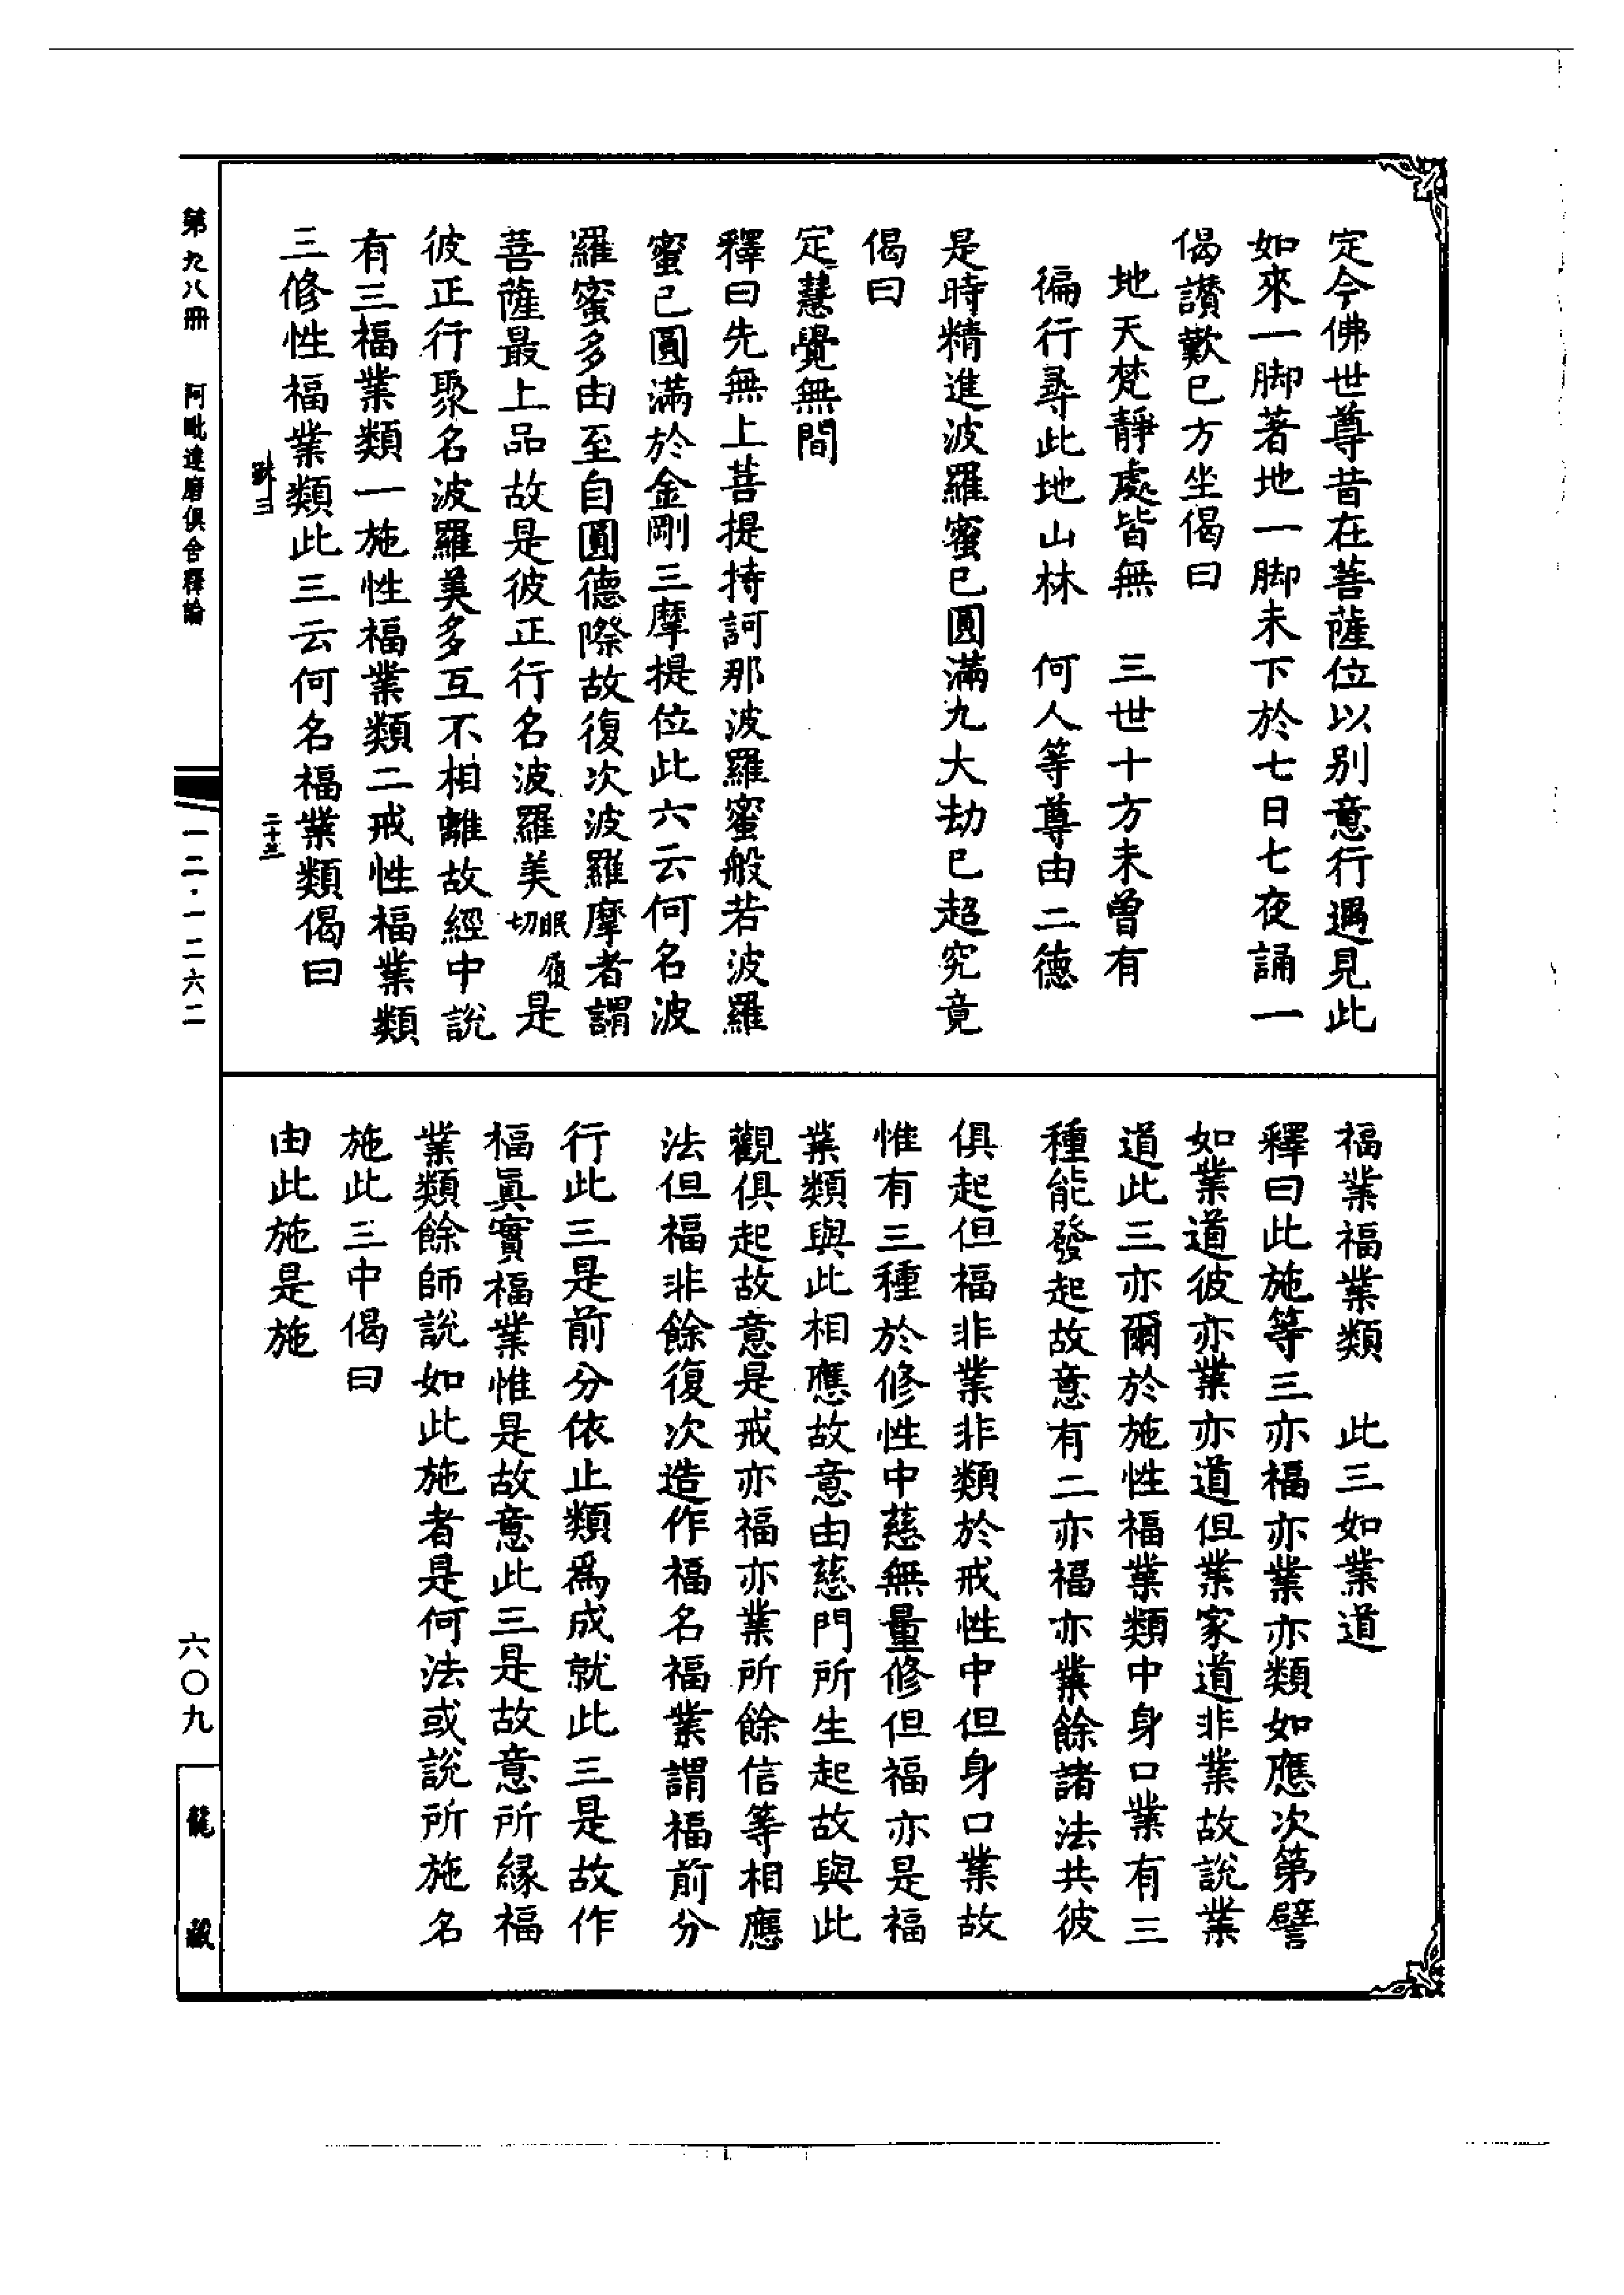 定今佛世尊昔在菩薩位以別意行遇見此
如來一脚著地一脚未下於七日七夜誦一
偈讃歎已方坐偈曰
地天梵靜處皆無　三世十方未曾有
徧行尋此地山林　何人等尊由二德
是時精進波羅蜜已圓滿九大劫已超究竟
偈曰
定慧覺無間
釋曰先無上菩提持訶那波羅蜜般若波羅
蜜已圓滿於金剛三摩提位此六云何名波
羅蜜多由至自圓德際故復次波羅摩者謂
菩薩最上品故是彼正行名波羅美眠履切是
彼正行聚名波羅美多互不相離故經中說
有三福業類一施性福業類二戒性福業類
三修性福業類此三云何名福業類偈曰
二十三
第九八冊　阿毗達磨俱舍釋論
一二·一二六二
福業福業類　此三如業道
釋曰此施等三亦福亦業亦類如應次第譬
如業道彼亦業亦道但業家道非業故說業
道此三亦爾於施性福業類中身口業有三
種能發起故意有二亦福亦業餘諸法共彼
俱起但福非業非類於戒性中但身口業故
惟有三種於修性中慈無量修但福亦是福
業類與此相應故意由慈門所生起故與此
觀俱起故意是戒亦福亦業所餘信等相應
法但福非餘復次造作福名福業謂福前分
行此三是前分依止類爲成就此三是故作
福眞實福業惟是故意此三是故意所緣福
業類餘師說如此施者是何法或說所施名
施此三中偈曰
由此施是施
六〇九
龍藏